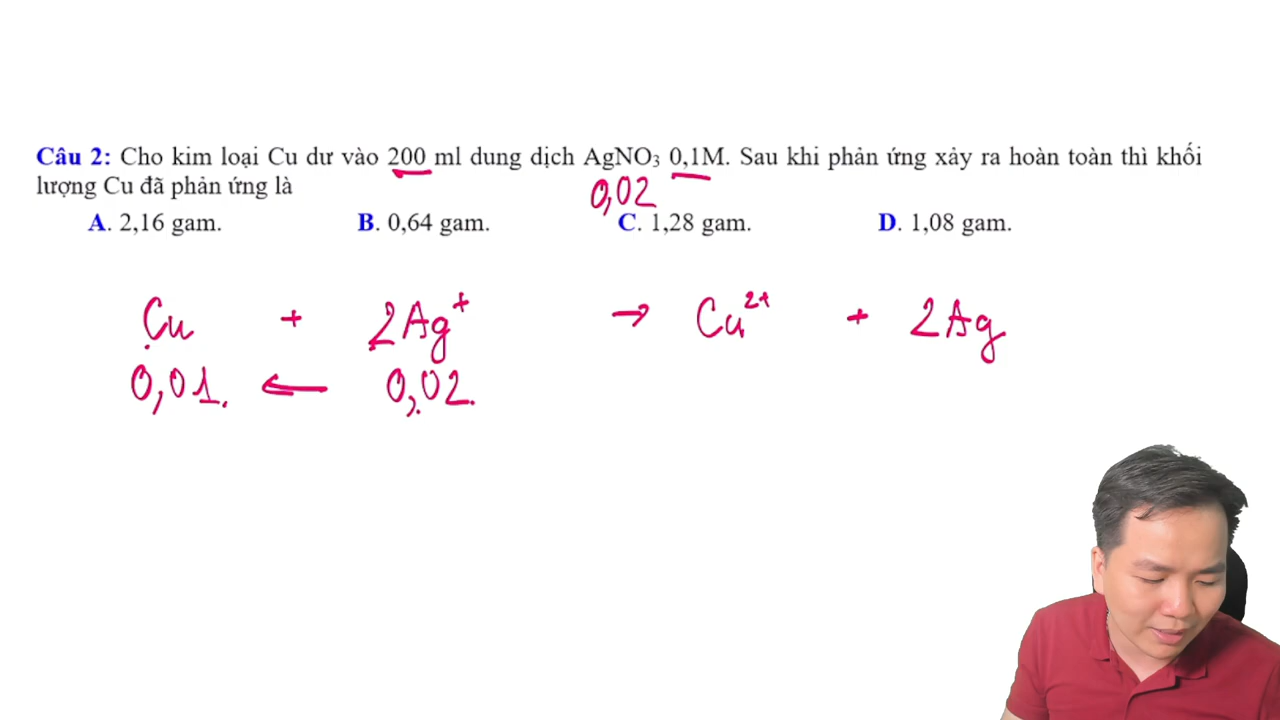 Câu 2: Cho kim loại Cu dư vào 200 ml dung dịch AgNO₃ 0,1M. Sau khi phản ứng xảy ra hoàn toàn thì khối
lượng Cu đã phản ứng là
0,02
A. 2,16 gam. B. 0,64 gam. C. 1,28 gam. D. 1,08 gam.
Cu + 2Ag⁺ → Cu²⁺ + 2Ag
0,01. ← 0,02.